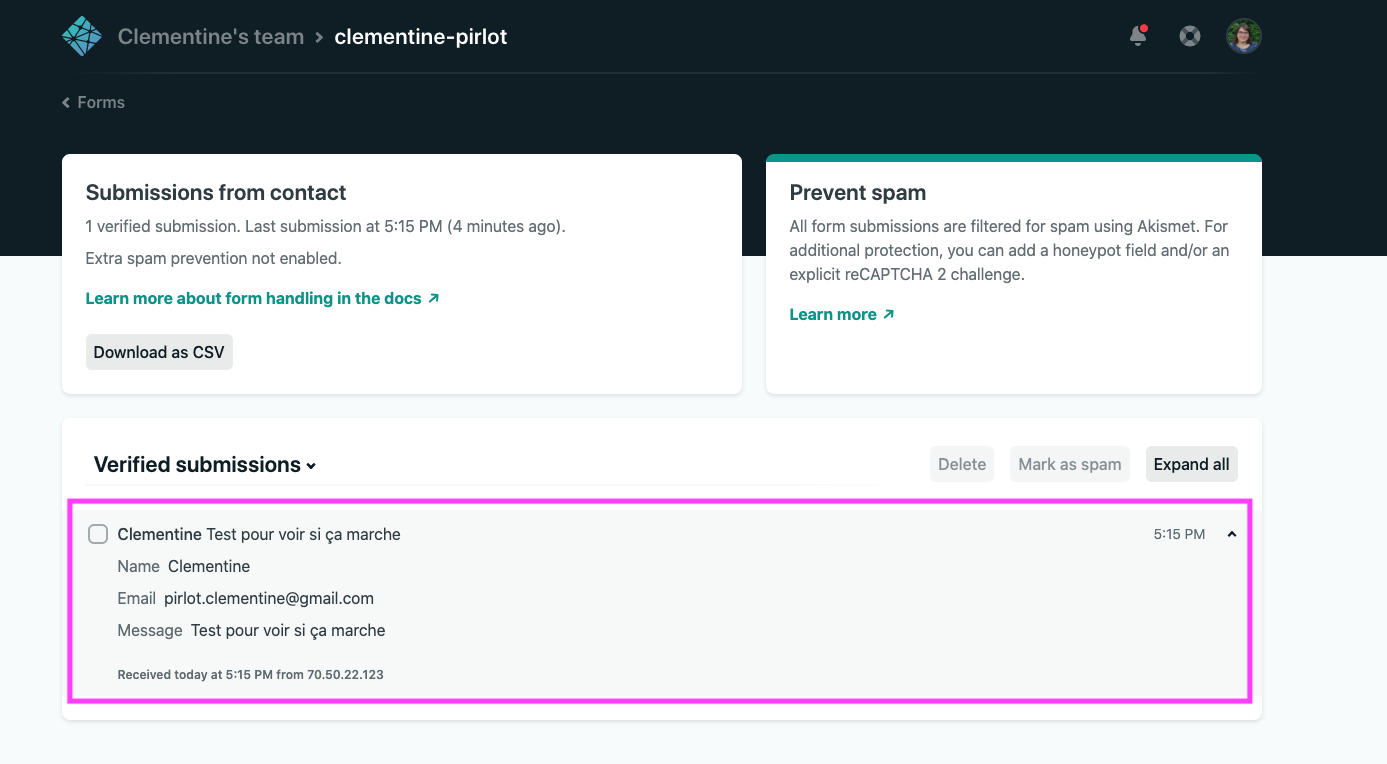 Clementine's team > clementine-pirlot
Forms
Submissions from contact
1 verified submission. Last submission at 5:15 PM (4 minutes ago).
Extra spam prevention not enabled.
Learn more about form handling in the docs
Download as CSV
Prevent spam
All form submissions are filtered for spam using Akismet. For
additional protection, you can add a honeypot field and/or an
explicit reCAPTCHA 2 challenge.
Learn more
Verified submissions
Delete
Mark as spam
Expand all
Clementine Test pour voir si ça marche
5:15 PM
Name Clementine
Email pirlot.clementine@gmail.com
Message Test pour voir si ça marche
Received today at 5:15 PM from 70.50.22.123